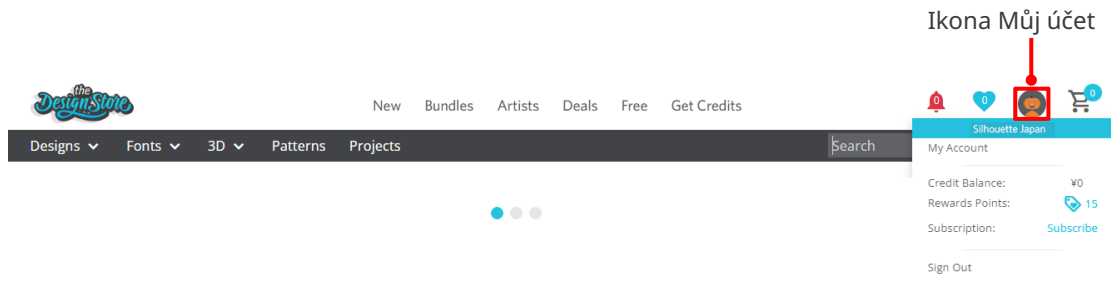 Ikona Můj účet
the
Design Store
New Bundles Artists Deals Free Get Credits
0 0 0
Designs Fonts 3D Patterns Projects Search
Silhouette Japan
My Account
Credit Balance: ¥0
Rewards Points: 15
Subscription: Subscribe
Sign Out